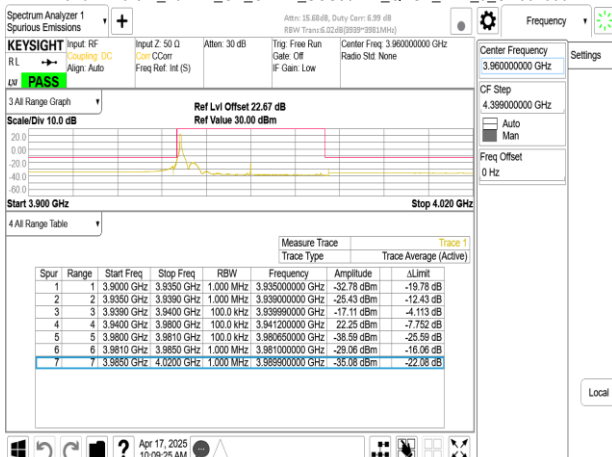 Spectrum Analyzer 1
Spurious Emissions
Attn: 15.68dB, Duty Corr: 6.99 dB
RBW Trans:6.02dB(3939~3981MHz)
Frequency
KEYSIGHT
RL
PASS
Input: RF
Coupling: DC
Align: Auto
Input Z: 50 Ω
Corr CCorr
Freq Ref: Int (S)
Atten: 30 dB
Trig: Free Run
Gate: Off
IF Gain: Low
Center Freq: 3.960000000 GHz
Radio Std: None
Center Frequency
3.960000000 GHz
Settings
CF Step
4.399000000 GHz
Auto
Man
Freq Offset
0 Hz
3 All Range Graph
Scale/Div 10.0 dB
Ref Lvl Offset 22.67 dB
Ref Value 30.00 dBm
20.0
0.00
-20.0
-40.0
-60.0
Start 3.900 GHz
Stop 4.020 GHz
4 All Range Table
Measure Trace Trace 1
Trace Type Trace Average (Active)
Spur Range Start Freq Stop Freq RBW Frequency Amplitude ΔLimit
1 1 3.9000 GHz 3.9350 GHz 1.000 MHz 3.935000000 GHz -32.78 dBm -19.78 dB
2 2 3.9350 GHz 3.9390 GHz 1.000 MHz 3.939000000 GHz -25.43 dBm -12.43 dB
3 3 3.9390 GHz 3.9400 GHz 100.0 kHz 3.939990000 GHz -17.11 dBm -4.113 dB
4 4 3.9400 GHz 3.9800 GHz 100.0 kHz 3.941200000 GHz 22.25 dBm -7.752 dB
5 5 3.9800 GHz 3.9810 GHz 100.0 kHz 3.980650000 GHz -38.59 dBm -25.59 dB
6 6 3.9810 GHz 3.9850 GHz 1.000 MHz 3.981000000 GHz -29.06 dBm -16.06 dB
7 7 3.9850 GHz 4.0200 GHz 1.000 MHz 3.989900000 GHz -35.08 dBm -22.08 dB
Local
Apr 17, 2025
10:09:25 AM